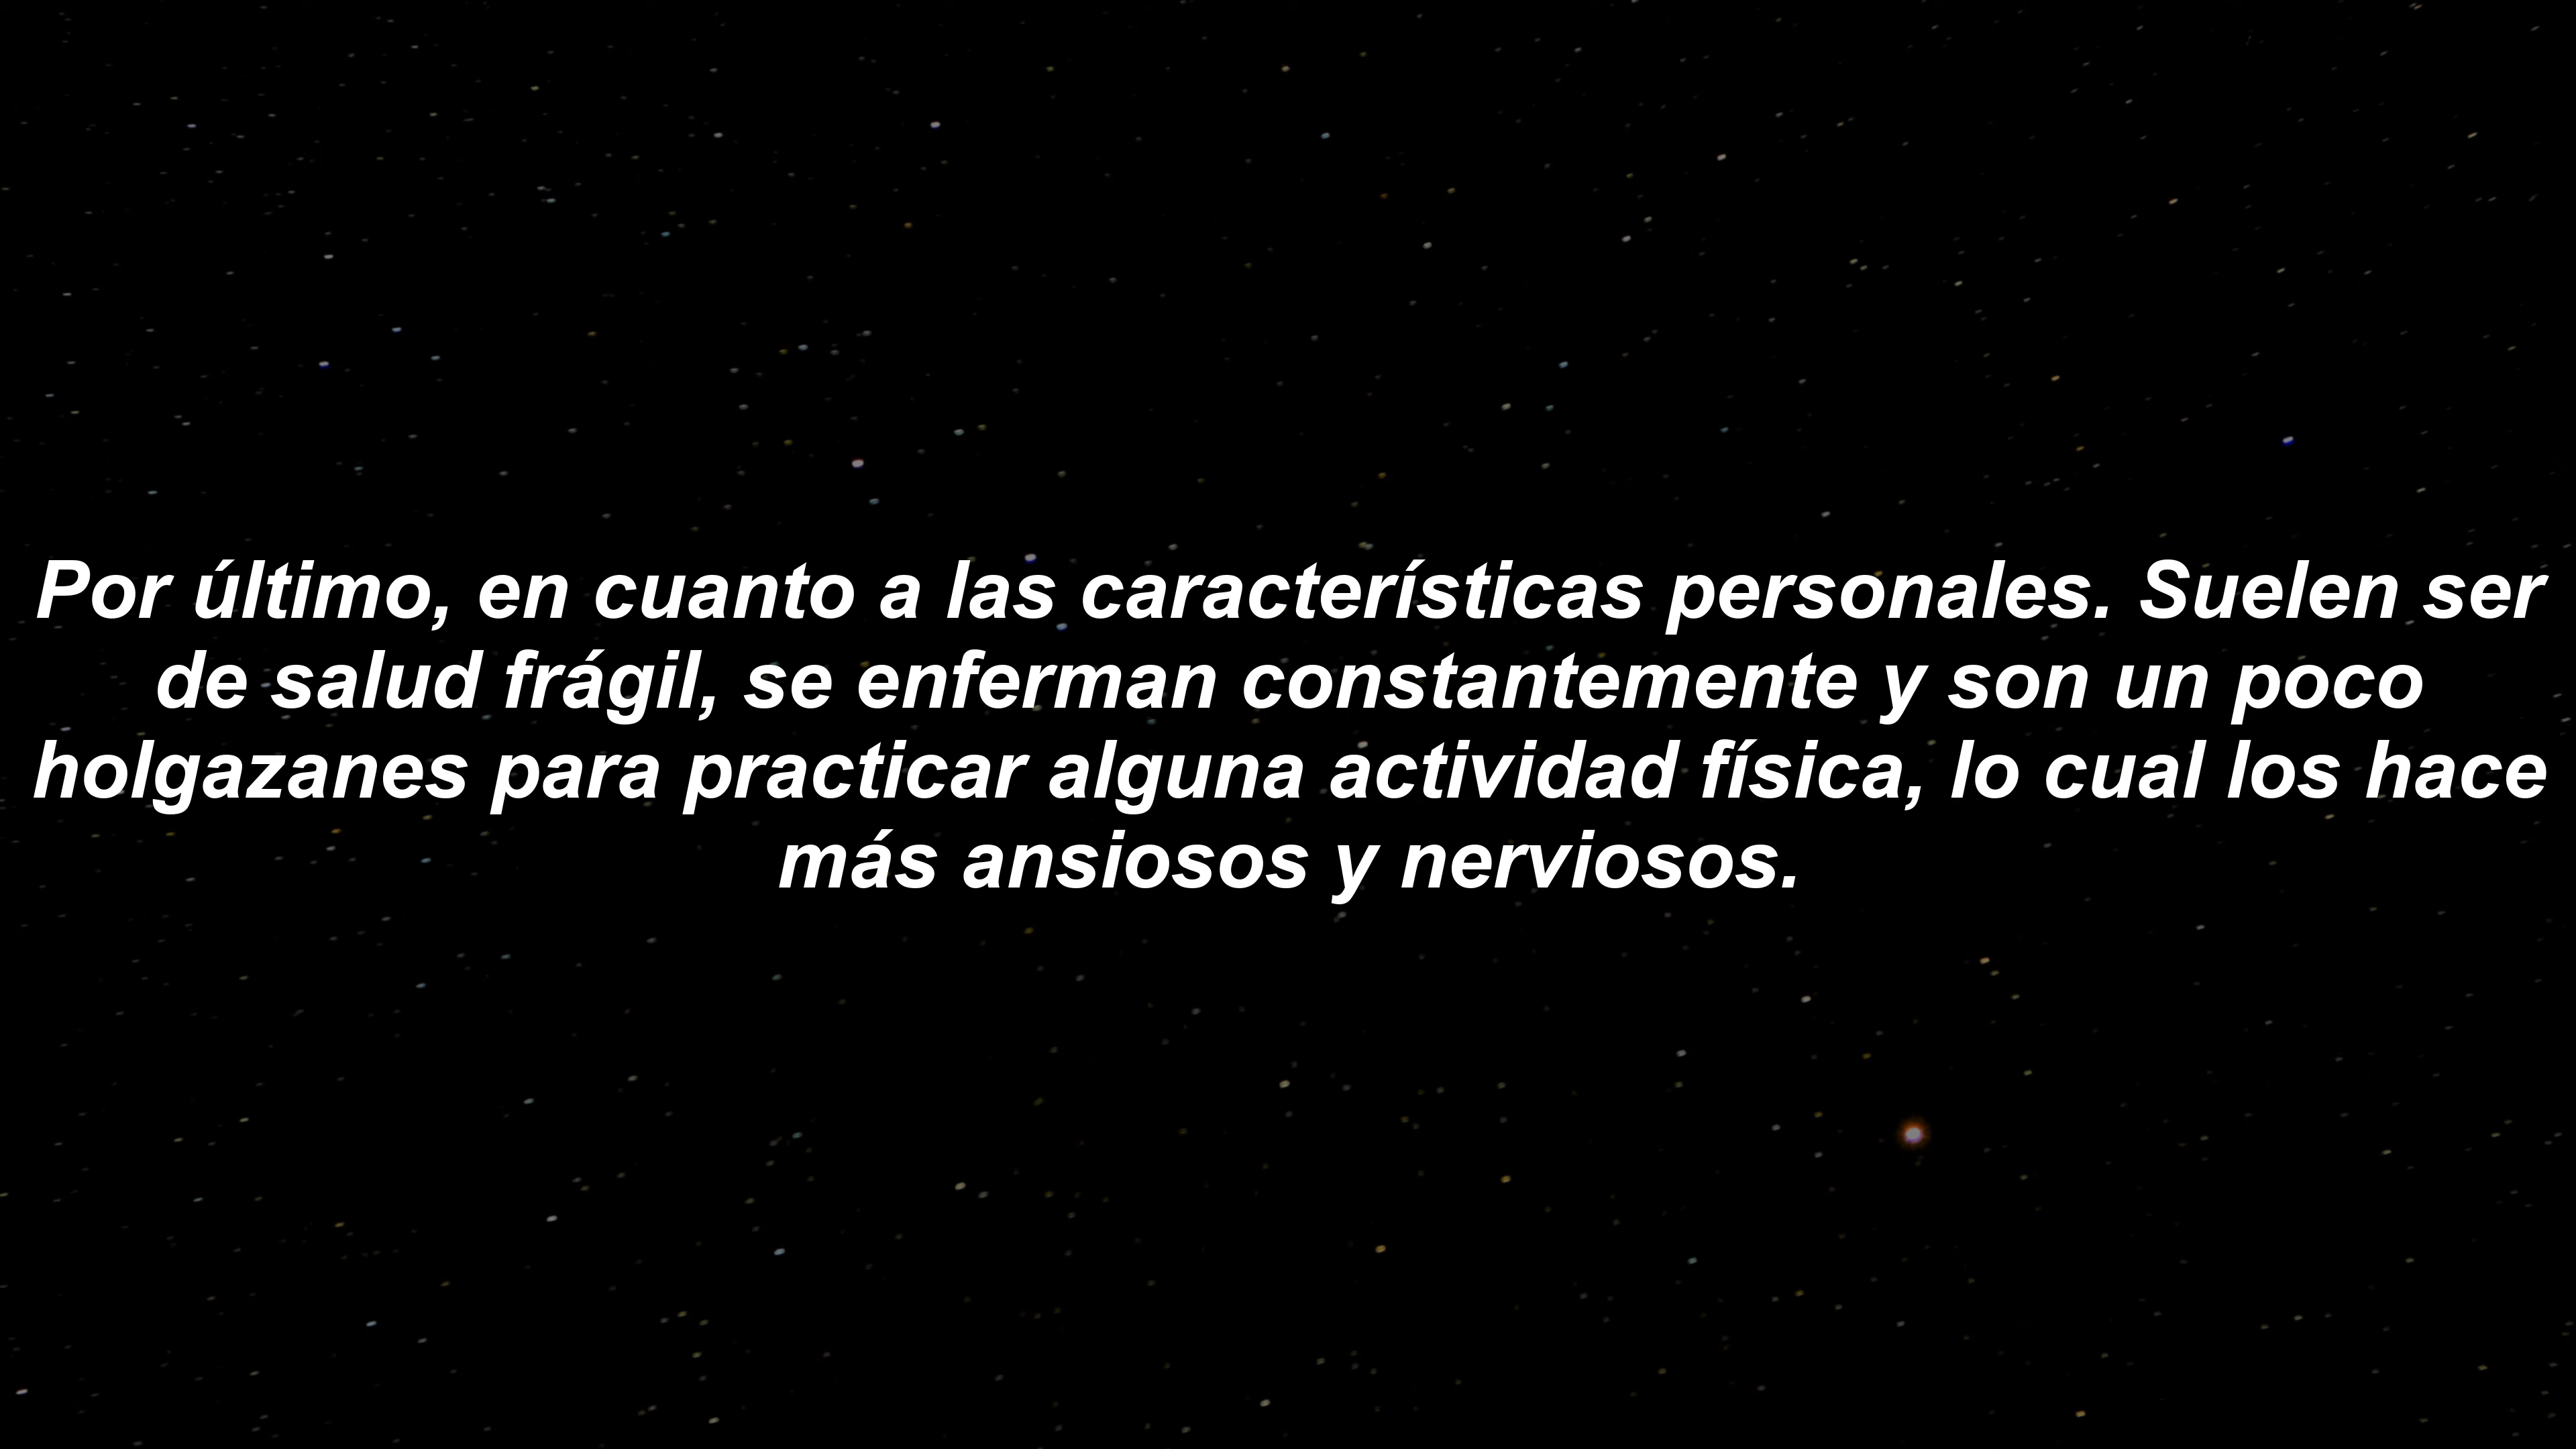 Por último, en cuanto a las características personales. Suelen ser
de salud frágil, se enferman constantemente y son un poco
holgazanes para practicar alguna actividad física, lo cual los hace
más ansiosos y nerviosos.